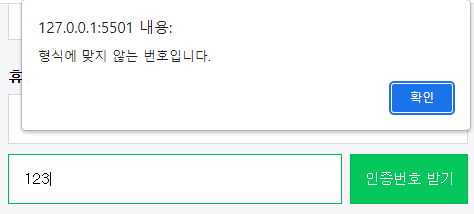 127.0.0.1:5501 내용:
형식에 맞지 않는 번호입니다.
확인
휴
123
인증번호 받기